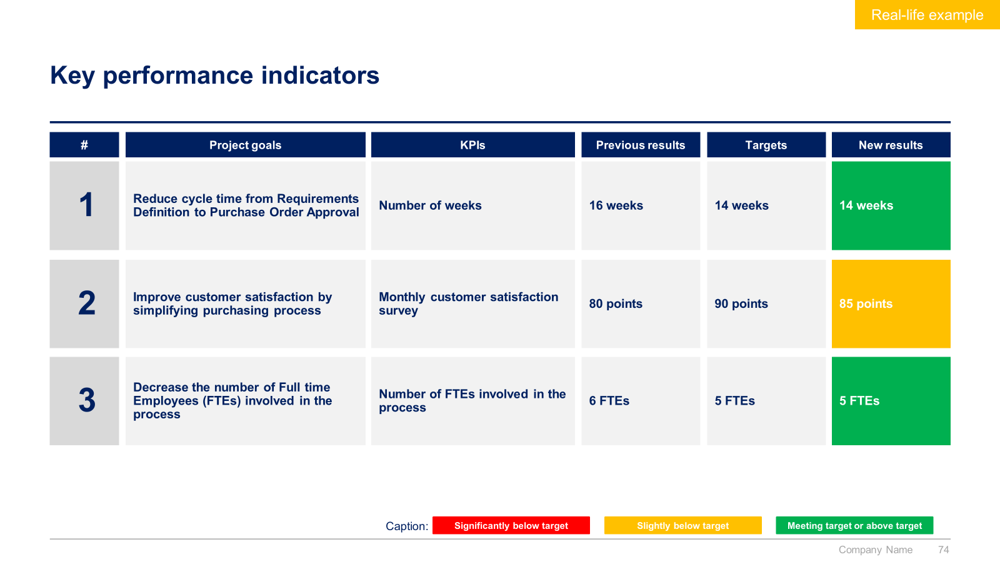 Real-life example
Key performance indicators
#
Project goals
KPIs
Previous results
Targets
New results
1
Reduce cycle time from Requirements
Definition to Purchase Order Approval
Number of weeks
16 weeks
14 weeks
14 weeks
2
Improve customer satisfaction by
simplifying purchasing process
Monthly customer satisfaction
survey
80 points
90 points
85 points
3
Decrease the number of Full time
Employees (FTEs) involved in the
process
Number of FTEs involved in the
process
6 FTEs
5 FTEs
5 FTEs
Caption:
Significantly below target
Slightly below target
Meeting target or above target
Company Name
74